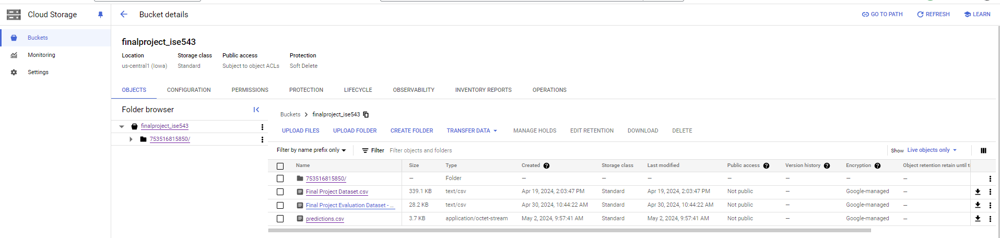 Cloud Storage
Bucket details
GO TO PATH
REFRESH
LEARN
Buckets
Monitoring
Settings
finalproject_ise543
Location Storage class Public access Protection
us-central1 (Iowa) Standard Subject to object ACLs Soft Delete
OBJECTS CONFIGURATION PERMISSIONS PROTECTION LIFECYCLE OBSERVABILITY INVENTORY REPORTS OPERATIONS
Folder browser
finalproject_ise543
753516815850/
Buckets > finalproject_ise543
UPLOAD FILES UPLOAD FOLDER CREATE FOLDER TRANSFER DATA MANAGE HOLDS EDIT RETENTION DOWNLOAD DELETE
Filter by name prefix only Filter Filter objects and folders Show Live objects only
Name Size Type Created Storage class Last modified Public access Version history Encryption Object retention retain until t
753516815850/ — Folder — — — — — — —
Final Project Dataset.csv 339.1 KB text/csv Apr 19, 2024, 2:03:47 PM Standard Apr 19, 2024, 2:03:47 PM Not public — Google-managed —
Final Project Evaluation Dataset - ... 28.2 KB text/csv Apr 30, 2024, 10:44:22 AM Standard Apr 30, 2024, 10:44:22 AM Not public — Google-managed —
predictions.csv 3.7 KB application/octet-stream May 2, 2024, 9:57:41 AM Standard May 2, 2024, 9:57:41 AM Not public — Google-managed —